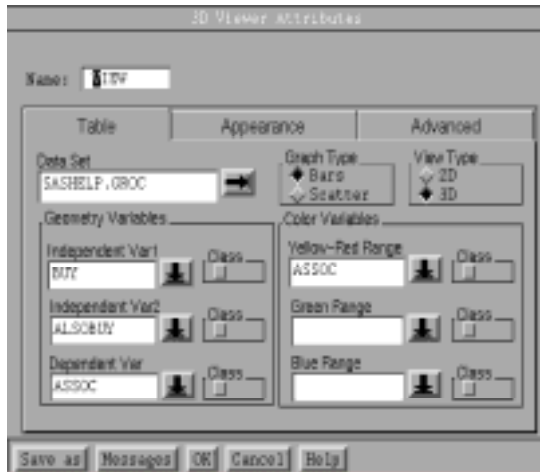 3D Viewer Attributes
Name: VIEW
Table Appearance Advanced
Data Set
SASHELP.GROC
Graph Type
Bars
Scatter
View Type
2D
3D
Geometry Variables
Independent Var1
BUY
Class
Independent Var2
ALSOBUY
Class
Dependent Var
ASSOC
Class
Color Variables
Yellow-Red Range
ASSOC
Class
Green Range
Class
Blue Range
Class
Save as Messages OK Cancel Help